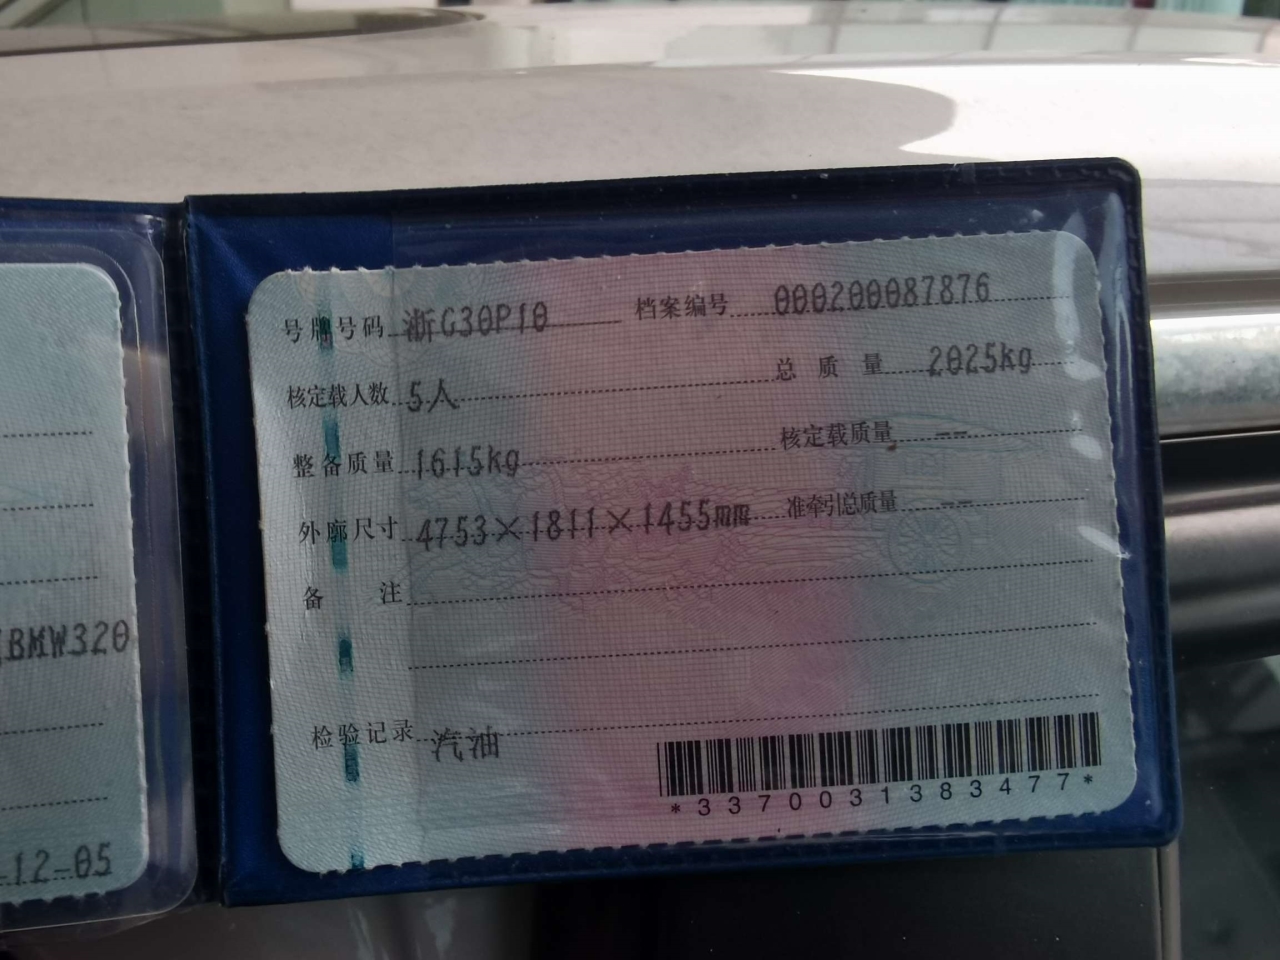 号牌号码 浙G30P10 档案编号 000200087876
核定载人数 5人 总质量 2025kg
整备质量 1615kg 核定载质量 --
外廓尺寸 4753×1811×1455mm 准牵引总质量 --
备注
检验记录 汽油
*3370031383477*
BMW320
-12-05